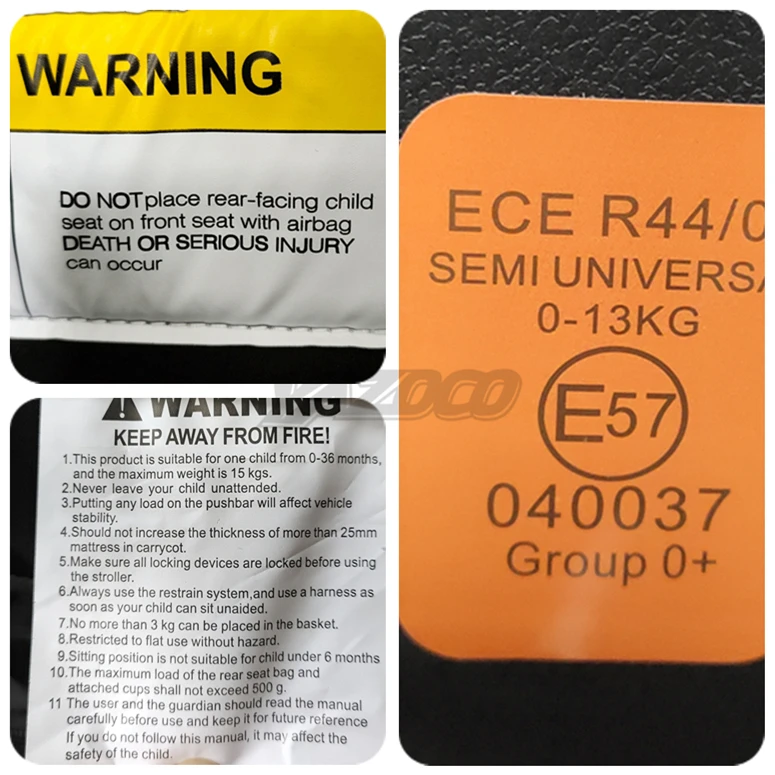 WARNING
DO NOT place rear-facing child
seat on front seat with airbag
DEATH OR SERIOUS INJURY
can occur
WARNING
KEEP AWAY FROM FIRE!
1.This product is suitable for one child from 0-36 months,
and the maximum weight is 15 kgs.
2.Never leave your child unattended.
3.Putting any load on the pushbar will affect vehicle
stability.
4.Should not increase the thickness of more than 25mm
mattress in carrycot.
5.Make sure all locking devices are locked before using
the stroller.
6.Always use the restrain system,and use a harness as
soon as your child can sit unaided.
7.No more than 3 kg can be placed in the basket.
8.Restricted to flat use without hazard.
9.Sitting position is not suitable for child under 6 months
10.The maximum load of the rear seat bag and
attached cups shall not exceed 500 g.
11 The user and the guardian should read the manual
carefully before use and keep it for future reference
If you do not follow this manual, it may affect the
safety of the child.
ECE R44/0
SEMI UNIVERSA
0-13KG
E57
040037
Group 0+